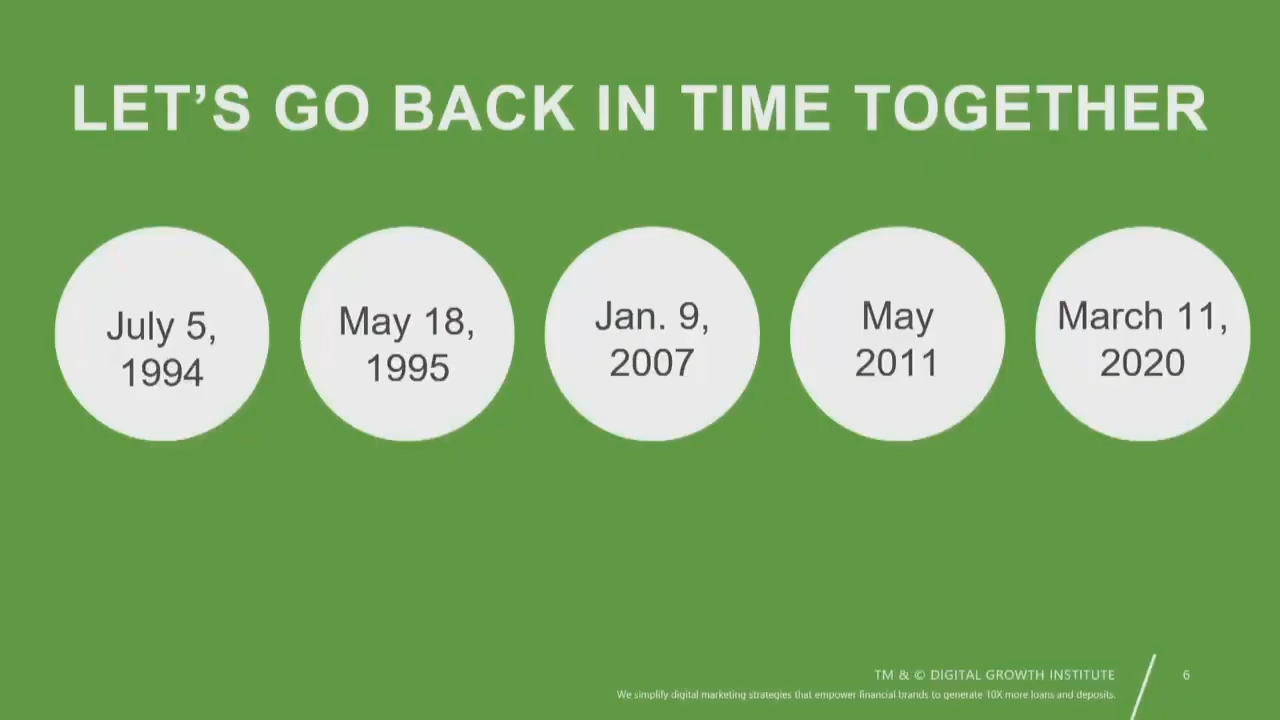 LET’S GO BACK IN TIME TOGETHER
July 5,
1994
May 18,
1995
Jan. 9,
2007
May
2011
March 11,
2020
TM & © DIGITAL GROWTH INSTITUTE
6
We simplify digital marketing strategies that empower financial brands to generate 10X more loans and deposits.